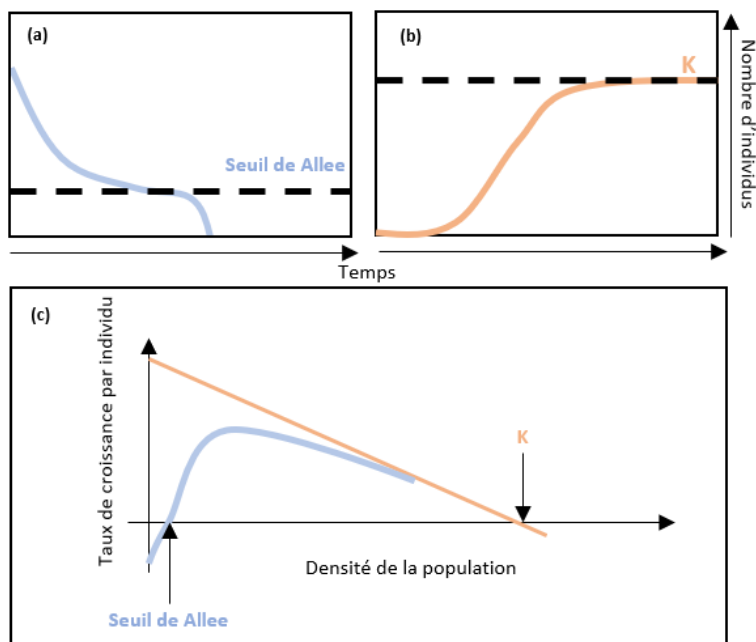 (a)
Seuil de Allee
(b)
K
Nombre d'individus
Temps
(c)
Taux de croissance par individu
K
Densité de la population
Seuil de Allee